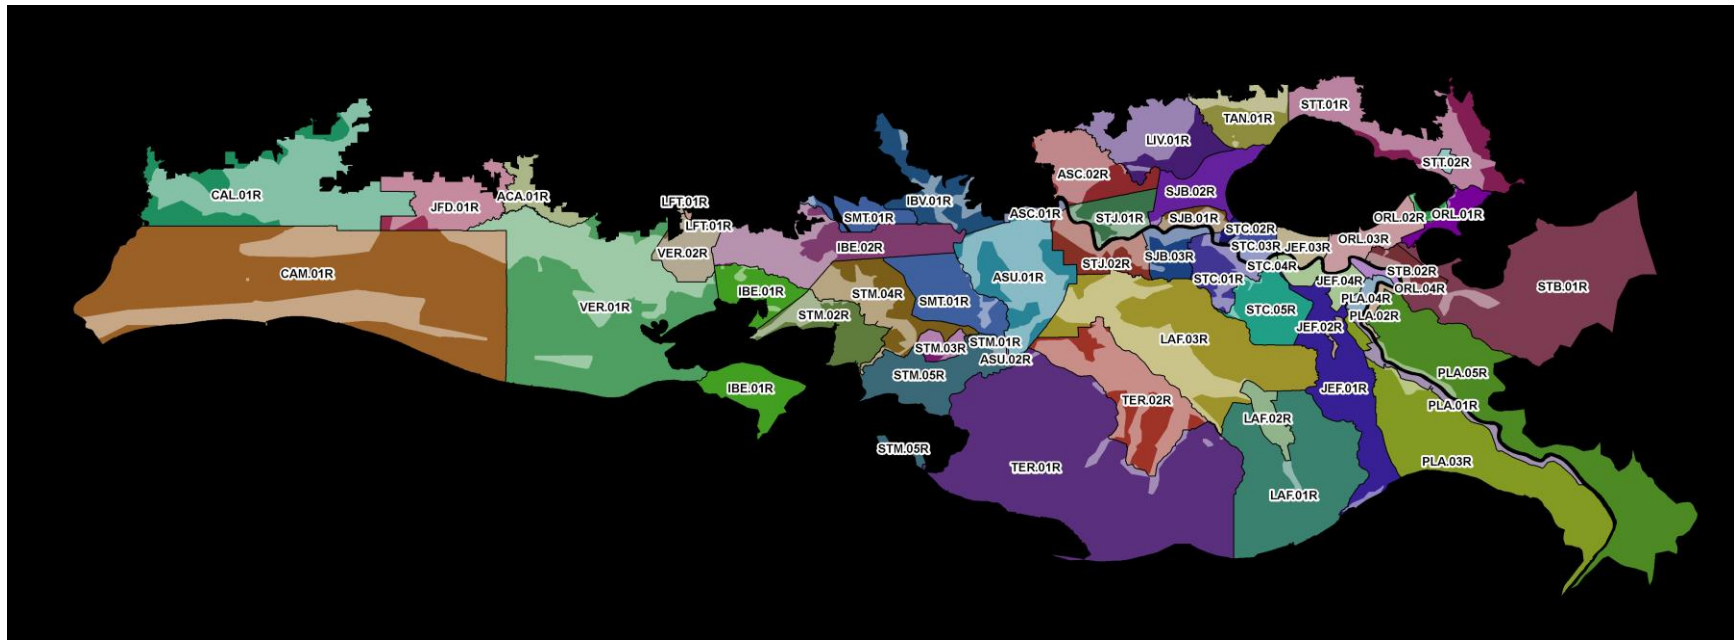 STT.01R
TAN.01R
LIV.01R
STT.02R
ASC.02R
SJB.02R
CAL.01R
JFD.01R
ACA.01R
LFT.01R
IBV.01R
SMT.01R
ASC.01R
STJ.01R
SJB.01R
ORL.02R
ORL.01R
LFT.01R
STC.02R
ORL.03R
IBE.02R
STC.03R
JEF.03R
VER.02R
SJB.03R
STJ.02R
STC.04R
CAM.01R
ASU.01R
STC.01R
JEF.04R
STB.02R
ORL.04R
STB.01R
IBE.01R
STM.04R
SMT.01R
PLA.04R
VER.01R
STM.02R
STC.05R
PLA.02R
JEF.02R
LAF.03R
STM.01R
STM.03R
ASU.02R
STM.05R
PLA.05R
IBE.01R
JEF.01R
TER.02R
PLA.01R
LAF.02R
STM.05R
TER.01R
PLA.03R
LAF.01R